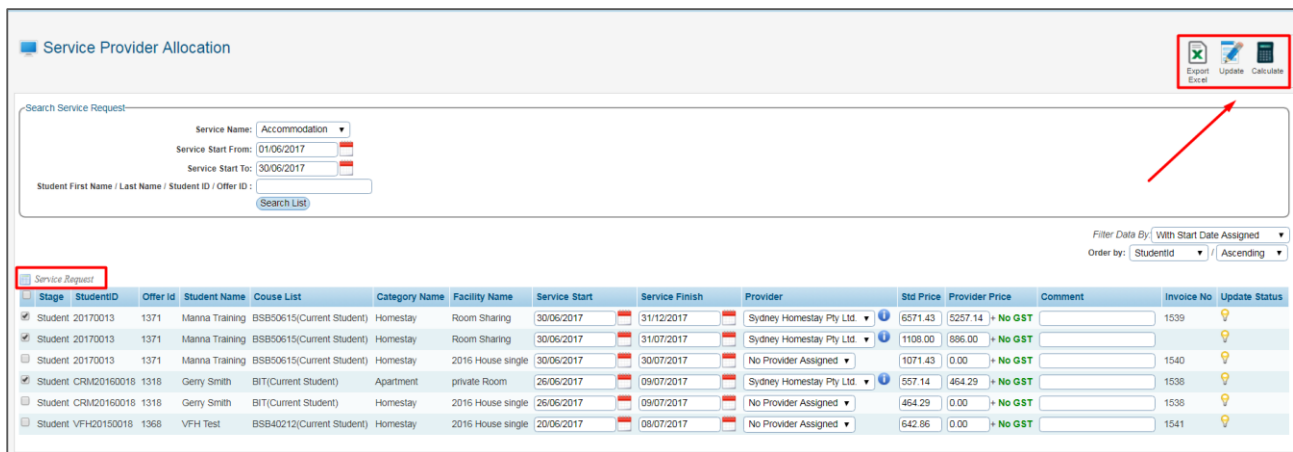 Service Provider Allocation
Export Excel Update Calculate
Search Service Request
Service Name: Accommodation
Service Start From: 01/06/2017
Service Start To: 30/06/2017
Student First Name / Last Name / Student ID / Offer ID :
Search List
Filter Data By: With Start Date Assigned
Order by: StudentId / Ascending
Service Request
Stage StudentID Offer Id Student Name Couse List Category Name Facility Name Service Start Service Finish Provider Std Price Provider Price Comment Invoice No Update Status
Student 20170013 1371 Manna Training BSB50615(Current Student) Homestay Room Sharing 30/06/2017 31/12/2017 Sydney Homestay Pty Ltd. 6571.43 5257.14 + No GST 1539
Student 20170013 1371 Manna Training BSB50615(Current Student) Homestay Room Sharing 30/06/2017 31/07/2017 Sydney Homestay Pty Ltd. 1108.00 886.00 + No GST
Student 20170013 1371 Manna Training BSB50615(Current Student) Homestay 2016 House single 30/06/2017 30/07/2017 No Provider Assigned 1071.43 0.00 + No GST 1540
Student CRM20160018 1318 Gerry Smith BIT(Current Student) Apartment private Room 26/06/2017 09/07/2017 Sydney Homestay Pty Ltd. 557.14 464.29 + No GST 1538
Student CRM20160018 1318 Gerry Smith BIT(Current Student) Homestay 2016 House single 26/06/2017 09/07/2017 No Provider Assigned 464.29 0.00 + No GST 1538
Student VFH20150018 1368 VFH Test BSB40212(Current Student) Homestay 2016 House single 20/06/2017 08/07/2017 No Provider Assigned 642.86 0.00 + No GST 1541